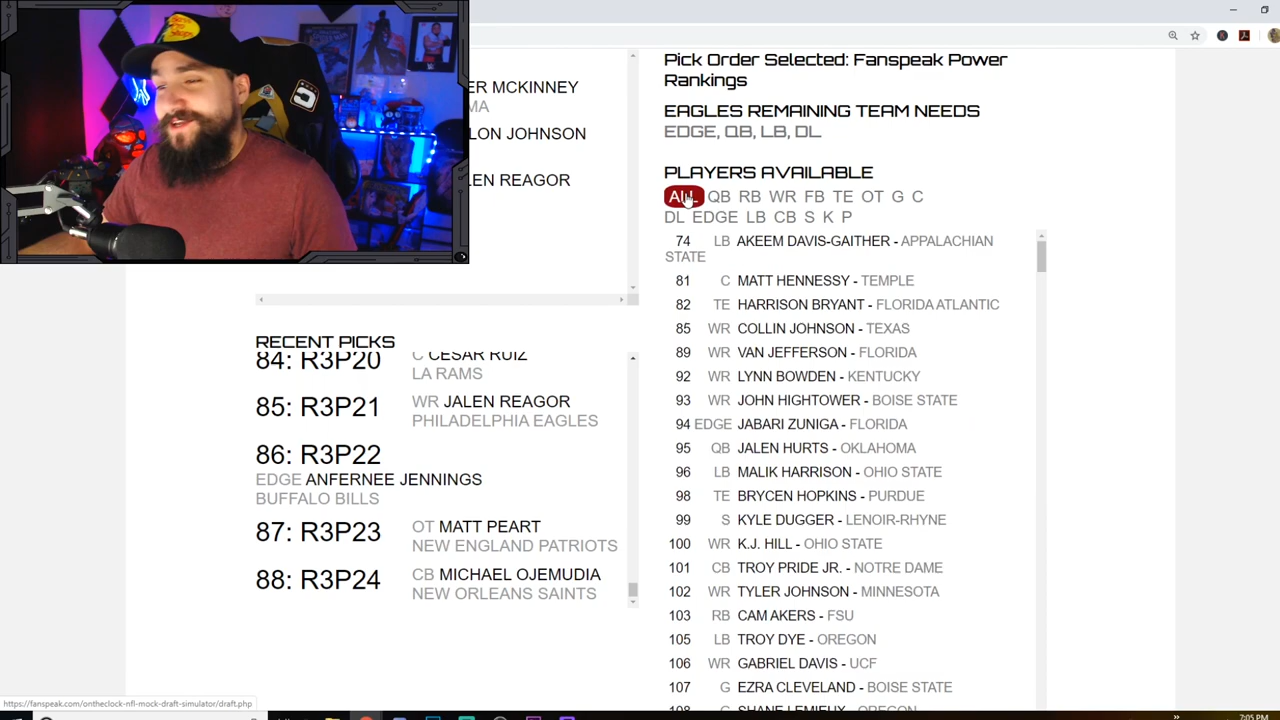 ER MCKINNEY
MA
LON JOHNSON
LEN REAGOR
RECENT PICKS
84: R3P20 C CESAR RUIZ
LA RAMS
85: R3P21 WR JALEN REAGOR
PHILADELPHIA EAGLES
86: R3P22
EDGE ANFERNEE JENNINGS
BUFFALO BILLS
87: R3P23 OT MATT PEART
NEW ENGLAND PATRIOTS
88: R3P24 CB MICHAEL OJEMUDIA
NEW ORLEANS SAINTS
Pick Order Selected: Fanspeak Power
Rankings
EAGLES REMAINING TEAM NEEDS
EDGE, QB, LB, DL
PLAYERS AVAILABLE
ALL QB RB WR FB TE OT G C
DL EDGE LB CB S K P
74 LB AKEEM DAVIS-GAITHER - APPALACHIAN
STATE
81 C MATT HENNESSY - TEMPLE
82 TE HARRISON BRYANT - FLORIDA ATLANTIC
85 WR COLLIN JOHNSON - TEXAS
89 WR VAN JEFFERSON - FLORIDA
92 WR LYNN BOWDEN - KENTUCKY
93 WR JOHN HIGHTOWER - BOISE STATE
94 EDGE JABARI ZUNIGA - FLORIDA
95 QB JALEN HURTS - OKLAHOMA
96 LB MALIK HARRISON - OHIO STATE
98 TE BRYCEN HOPKINS - PURDUE
99 S KYLE DUGGER - LENOIR-RHYNE
100 WR K.J. HILL - OHIO STATE
101 CB TROY PRIDE JR. - NOTRE DAME
102 WR TYLER JOHNSON - MINNESOTA
103 RB CAM AKERS - FSU
105 LB TROY DYE - OREGON
106 WR GABRIEL DAVIS - UCF
107 G EZRA CLEVELAND - BOISE STATE
108 G SHANE LEMIEUX - OREGON
https://fanspeak.com/ontheclock-nfl-mock-draft-simulator/draft.php
7:05 PM